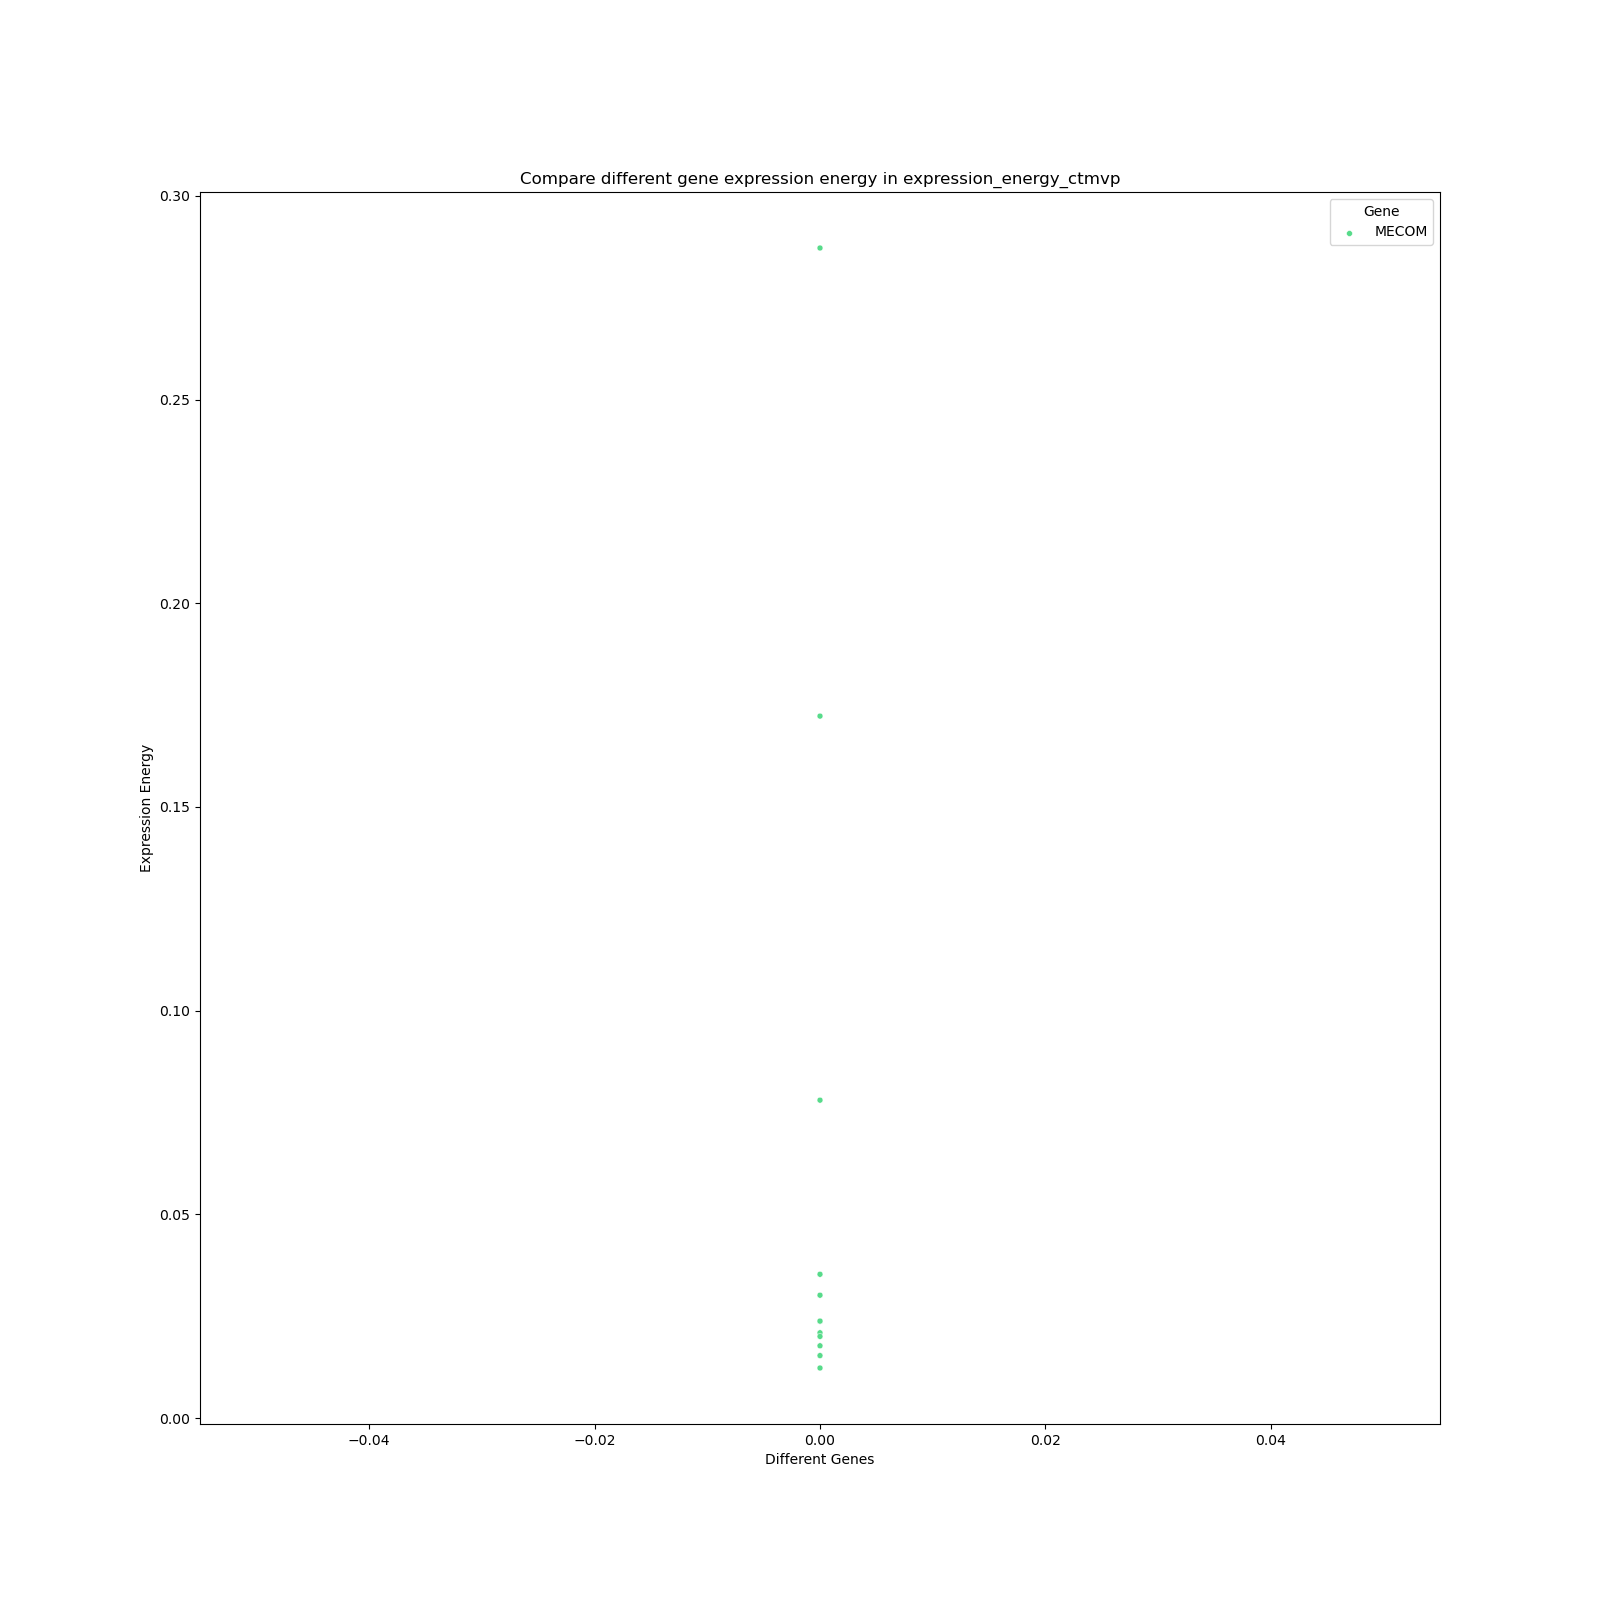 Compare different gene expression energy in expression_energy_ctmvp
Gene
MECOM
0.30
0.25
0.20
0.15
0.10
0.05
0.00
Expression Energy
−0.04
−0.02
0.00
0.02
0.04
Different Genes